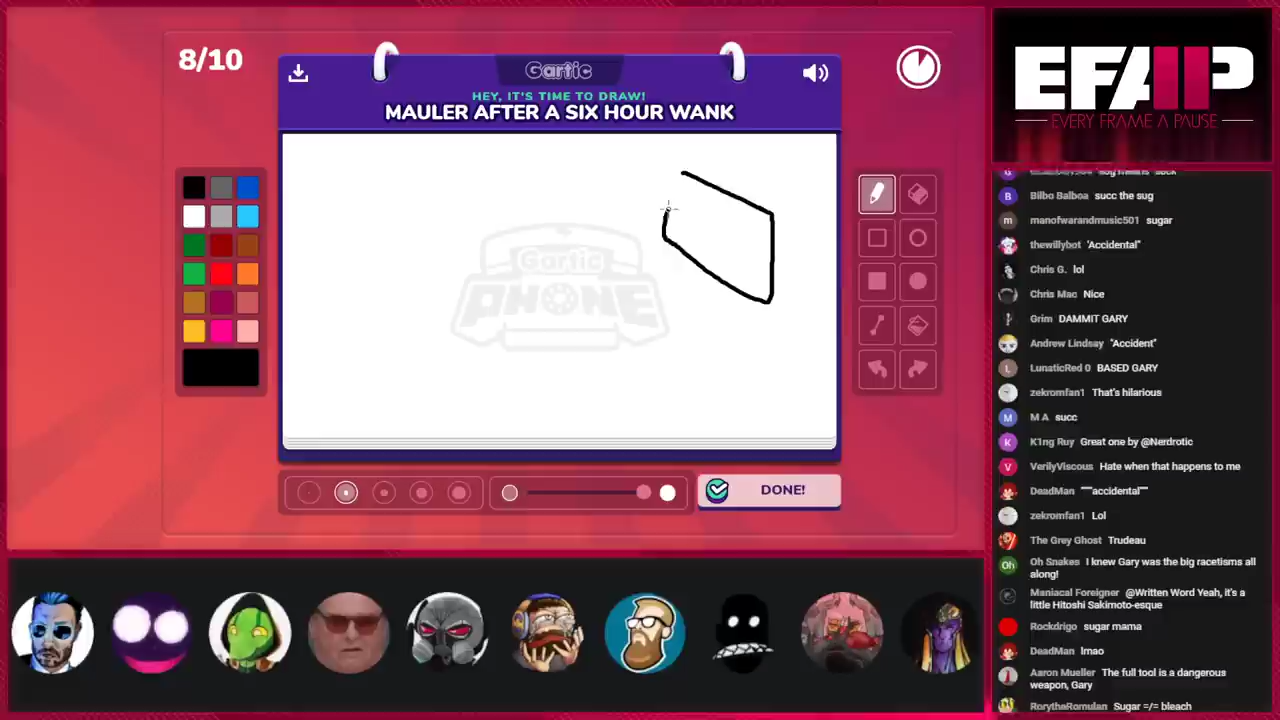 8/10
Gartic
HEY, IT'S TIME TO DRAW!
MAULER AFTER A SIX HOUR WANK
Gartic
PHONE
DONE!
EFAP
EVERY FRAME A PAUSE
Bilbo Balboa succ the sug
manofwarandmusic501 sugar
thewillybot 'Accidental"
Chris G. lol
Chris Mac Nice
Grim DAMMIT GARY
Andrew Lindsay "Accident"
LunaticRed 0 BASED GARY
zekromfan1 That's hilarious
M A succ
K1ng Ruy Great one by @Nerdrotic
VerilyViscous Hate when that happens to me
DeadMan """accidental"""
zekromfan1 Lol
The Grey Ghost Trudeau
Oh Snakes I knew Gary was the big racetisms all
along!
Maniacal Foreigner @Written Word Yeah, it's a
little Hitoshi Sakimoto-esque
Rockdrigo sugar mama
DeadMan lmao
Aaron Mueller The full tool is a dangerous
weapon, Gary
RorytheRomulan Sugar =/= bleach